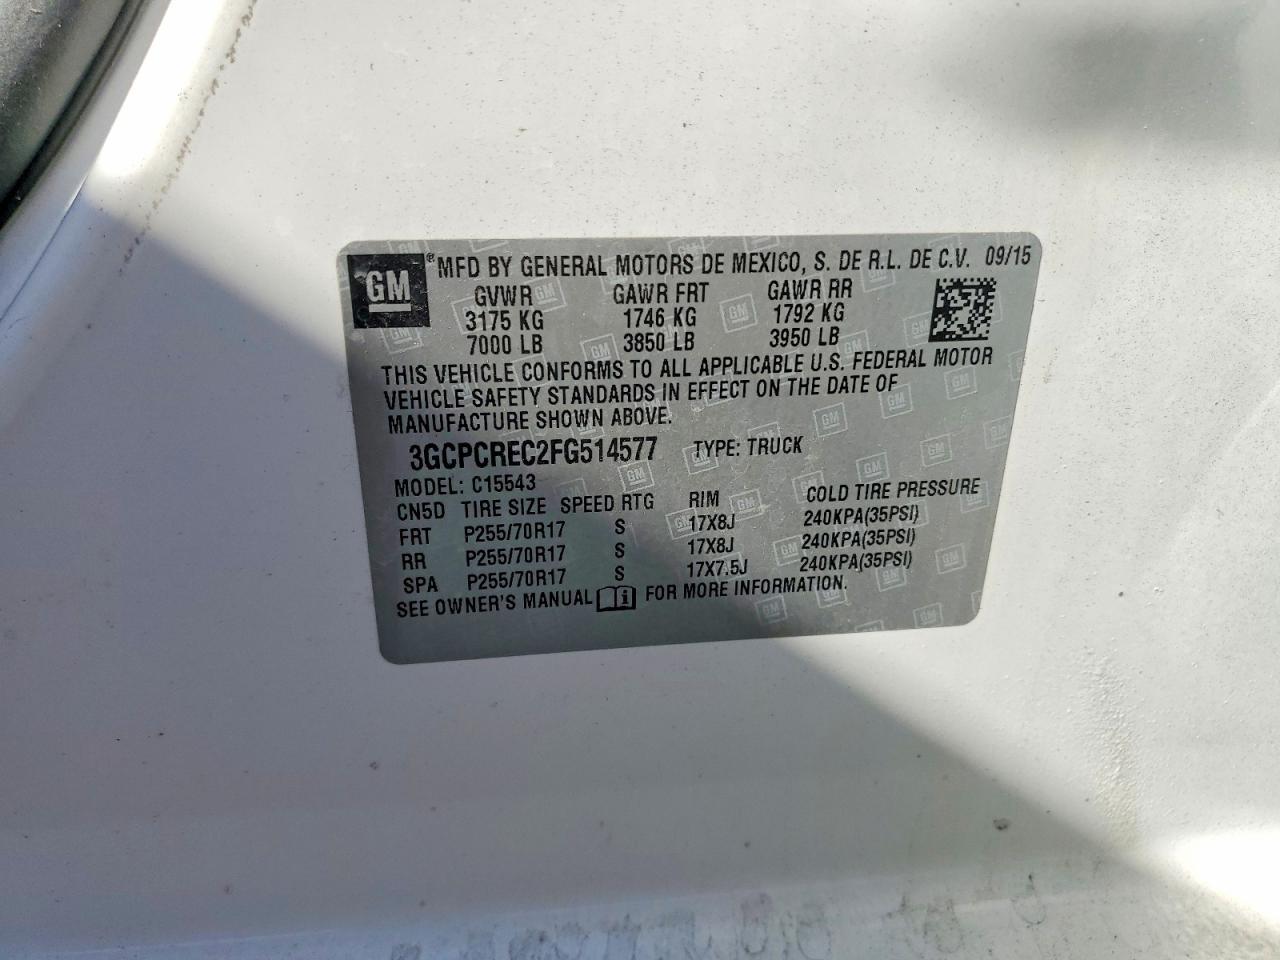 GM ® MFD BY GENERAL MOTORS DE MEXICO, S. DE R.L. DE C.V. 09/15
GVWR GAWR FRT GAWR RR
3175 KG 1746 KG 1792 KG
7000 LB 3850 LB 3950 LB
THIS VEHICLE CONFORMS TO ALL APPLICABLE U.S. FEDERAL MOTOR
VEHICLE SAFETY STANDARDS IN EFFECT ON THE DATE OF
MANUFACTURE SHOWN ABOVE.
3GCPCREC2FG514577 TYPE: TRUCK
MODEL: C15543
CN5D TIRE SIZE SPEED RTG RIM COLD TIRE PRESSURE
FRT P255/70R17 S 17X8J 240KPA(35PSI)
RR P255/70R17 S 17X8J 240KPA(35PSI)
SPA P255/70R17 S 17X7.5J 240KPA(35PSI)
SEE OWNER'S MANUAL i FOR MORE INFORMATION.